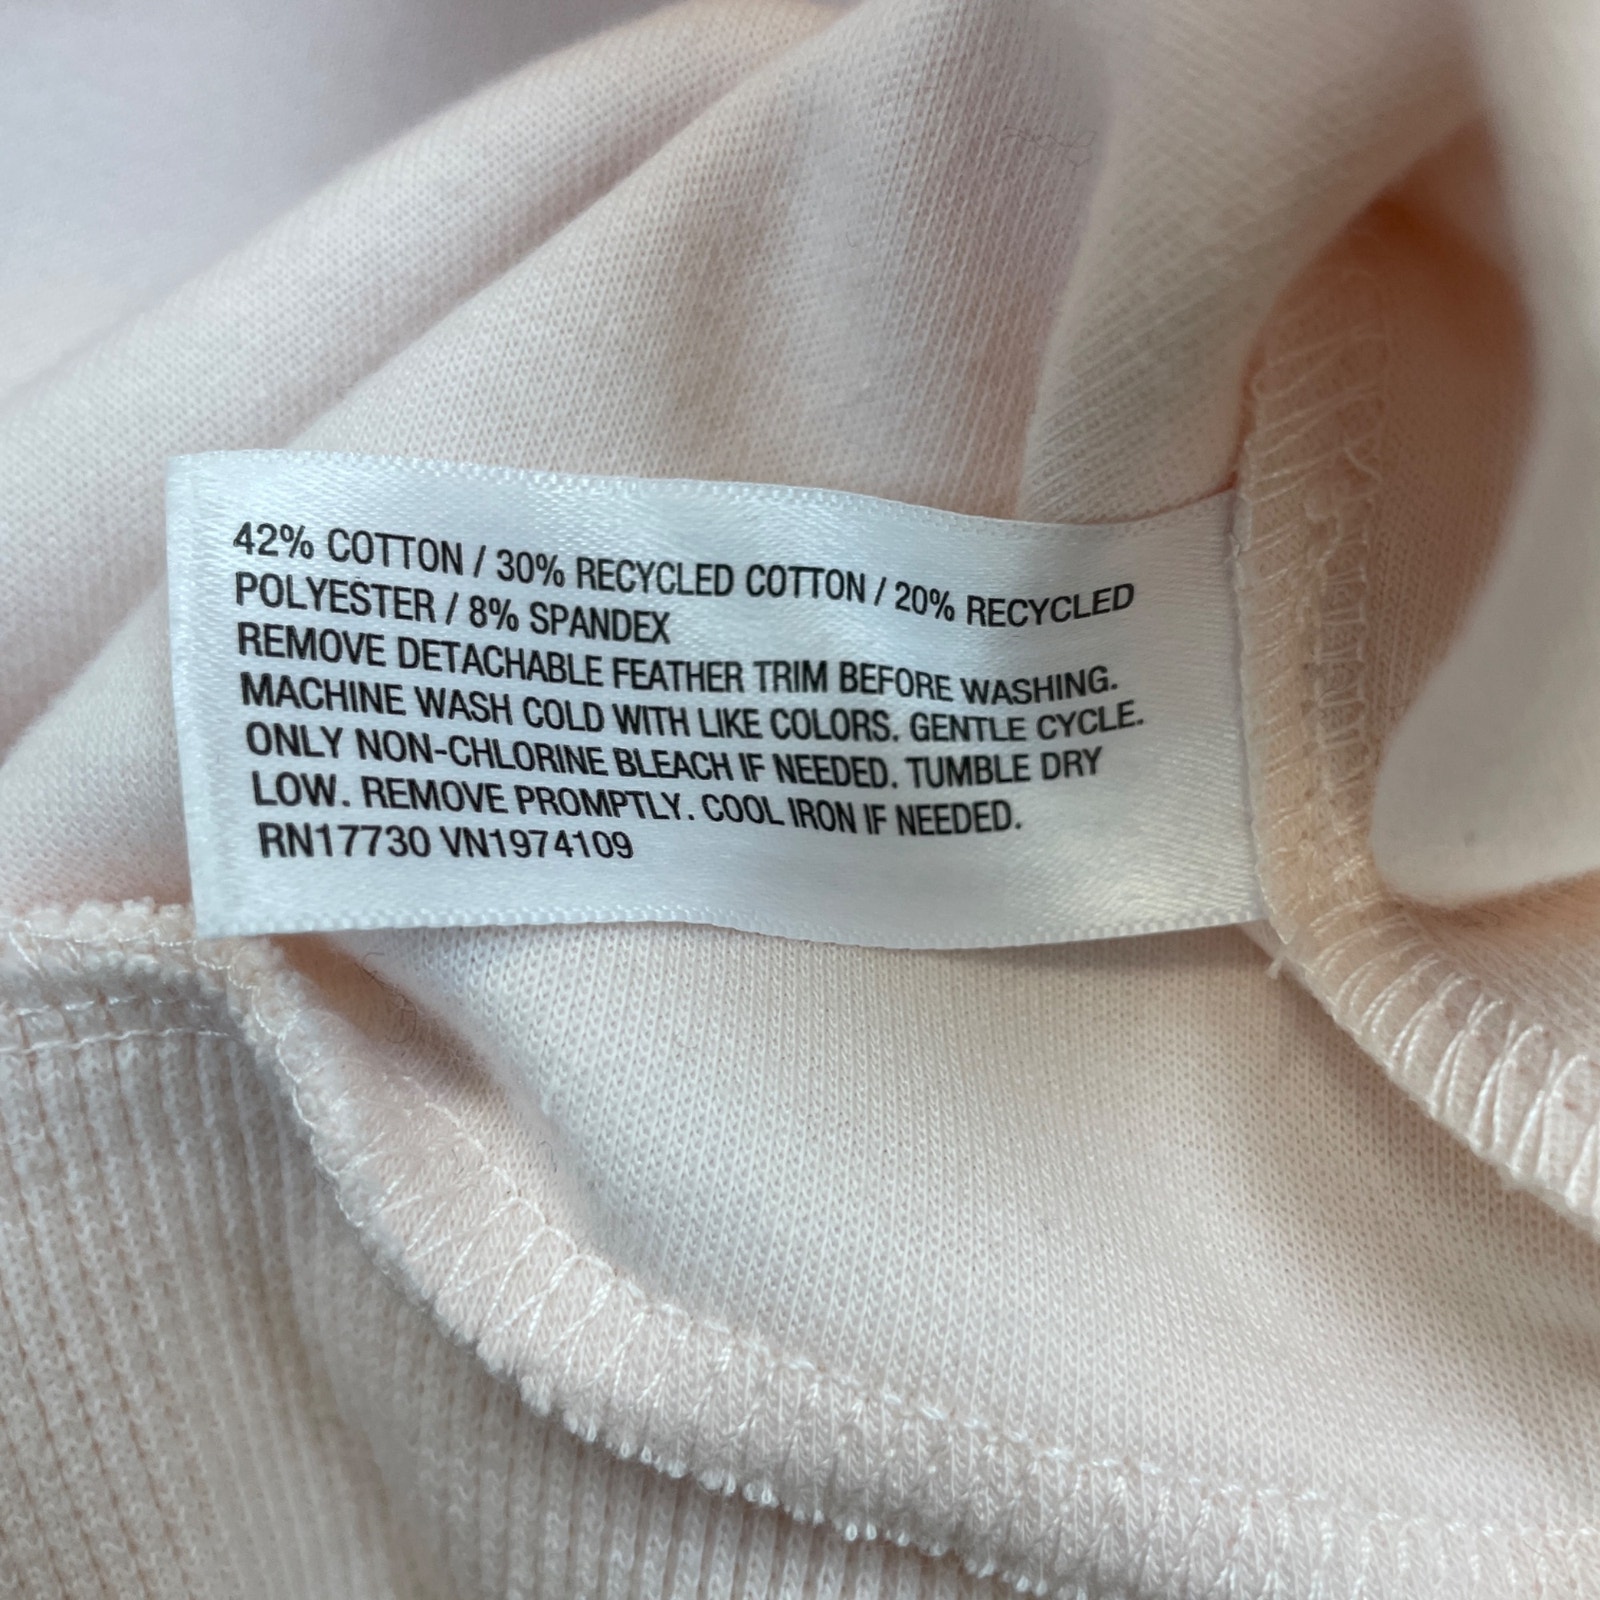 42% COTTON / 30% RECYCLED COTTON / 20% RECYCLED
POLYESTER / 8% SPANDEX
REMOVE DETACHABLE FEATHER TRIM BEFORE WASHING.
MACHINE WASH COLD WITH LIKE COLORS. GENTLE CYCLE.
ONLY NON-CHLORINE BLEACH IF NEEDED. TUMBLE DRY
LOW. REMOVE PROMPTLY. COOL IRON IF NEEDED.
RN17730 VN1974109